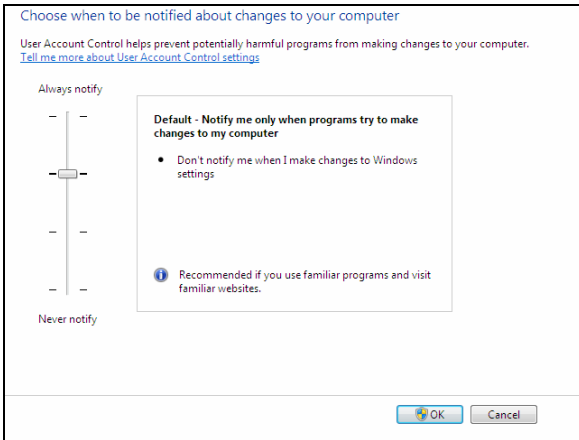 Choose when to be notified about changes to your computer
User Account Control helps prevent potentially harmful programs from making changes to your computer.
Tell me more about User Account Control settings
Always notify
Default - Notify me only when programs try to make
changes to my computer
• Don't notify me when I make changes to Windows
settings
Recommended if you use familiar programs and visit
familiar websites.
Never notify
OK Cancel